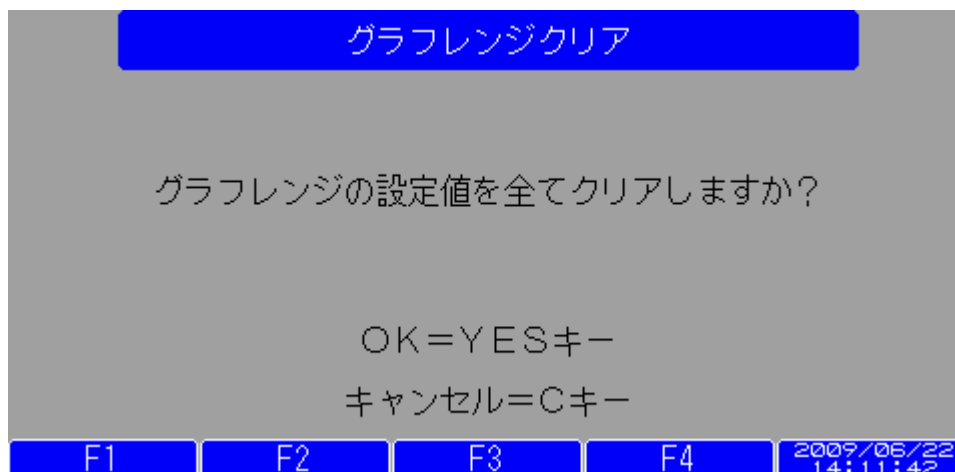 グラフレンジクリア
グラフレンジの設定値を全てクリアしますか？
ＯＫ＝ＹＥＳキー
キャンセル＝Ｃキー
F1 F2 F3 F4 2009/06/22
14:11:42